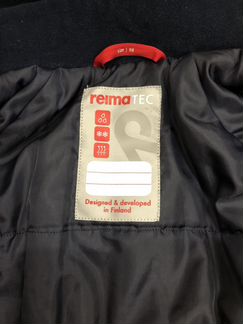 reimaTEC
Designed & developed
in Finland